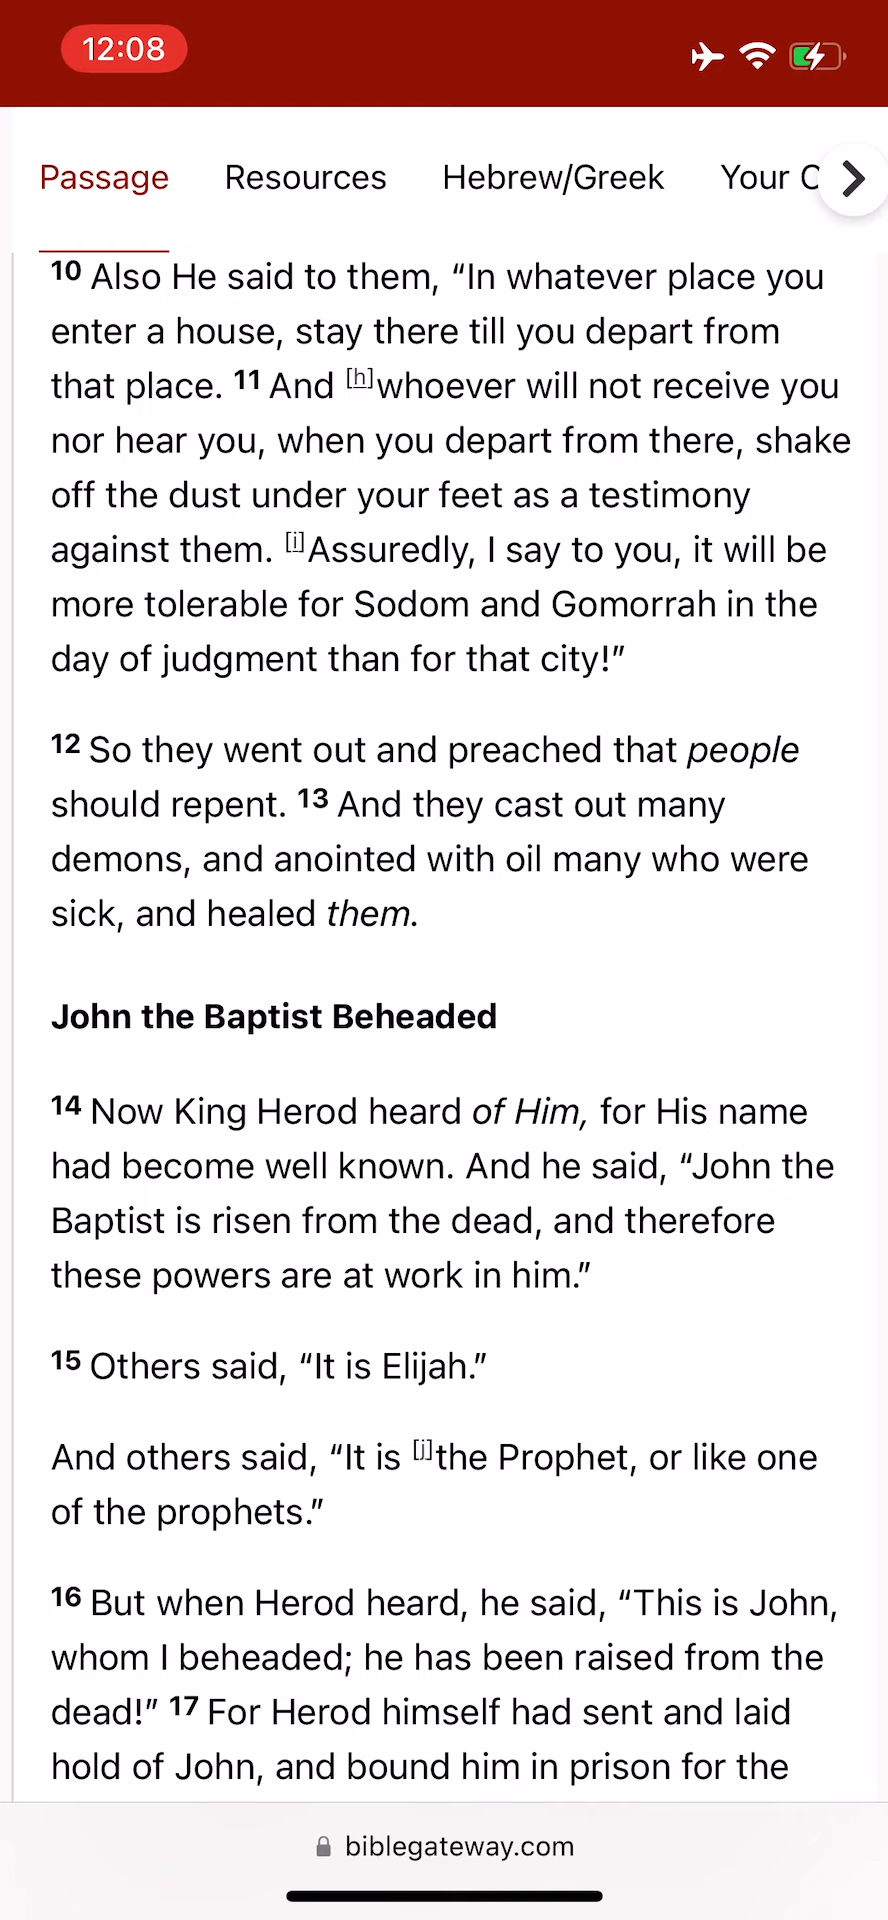 12:08
Passage Resources Hebrew/Greek Your
10 Also He said to them, “In whatever place you
enter a house, stay there till you depart from
that place. 11 And [h]whoever will not receive you
nor hear you, when you depart from there, shake
off the dust under your feet as a testimony
against them. [i]Assuredly, I say to you, it will be
more tolerable for Sodom and Gomorrah in the
day of judgment than for that city!”
12 So they went out and preached that people
should repent. 13 And they cast out many
demons, and anointed with oil many who were
sick, and healed them.
John the Baptist Beheaded
14 Now King Herod heard of Him, for His name
had become well known. And he said, “John the
Baptist is risen from the dead, and therefore
these powers are at work in him.”
15 Others said, “It is Elijah.”
And others said, “It is [j]the Prophet, or like one
of the prophets.”
16 But when Herod heard, he said, “This is John,
whom I beheaded; he has been raised from the
dead!” 17 For Herod himself had sent and laid
hold of John, and bound him in prison for the
biblegateway.com